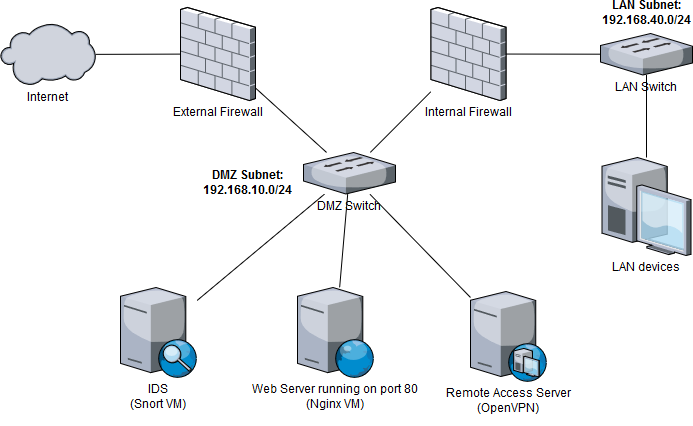 LAN Subnet:
192.168.40.0/24
Internet
External Firewall
Internal Firewall
LAN Switch
DMZ Subnet:
192.168.10.0/24
DMZ Switch
LAN devices
IDS
(Snort VM)
Web Server running on port 80
(Nginx VM)
Remote Access Server
(OpenVPN)